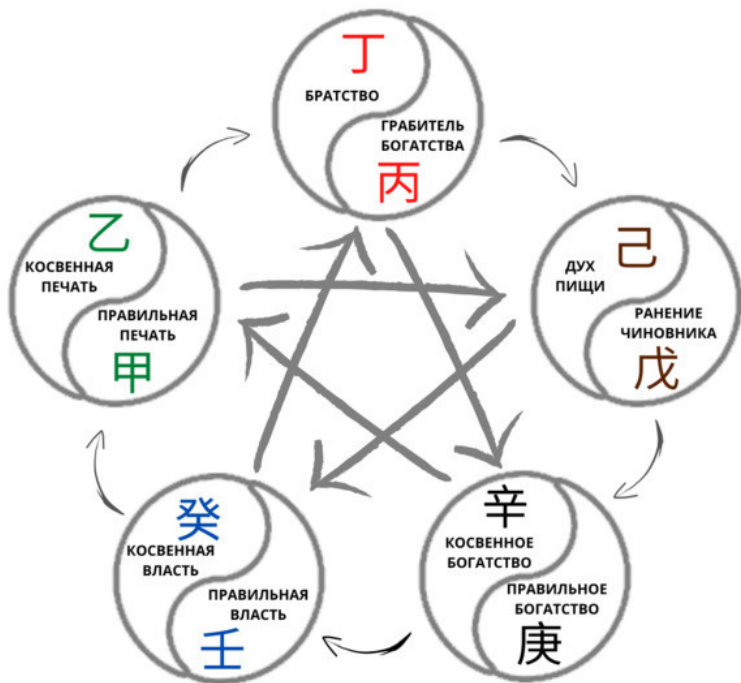 丁
БРАТСТВО
ГРАБИТЕЛЬ
БОГАТСТВА
丙
乙
КОСВЕННАЯ
ПЕЧАТЬ
ПРАВИЛЬНАЯ
ПЕЧАТЬ
甲
己
ДУХ
ПИЩИ
РАНЕНИЕ
ЧИНОВНИКА
戊
癸
КОСВЕННАЯ
ВЛАСТЬ
ПРАВИЛЬНАЯ
ВЛАСТЬ
壬
辛
КОСВЕННОЕ
БОГАТСТВО
ПРАВИЛЬНОЕ
БОГАТСТВО
庚